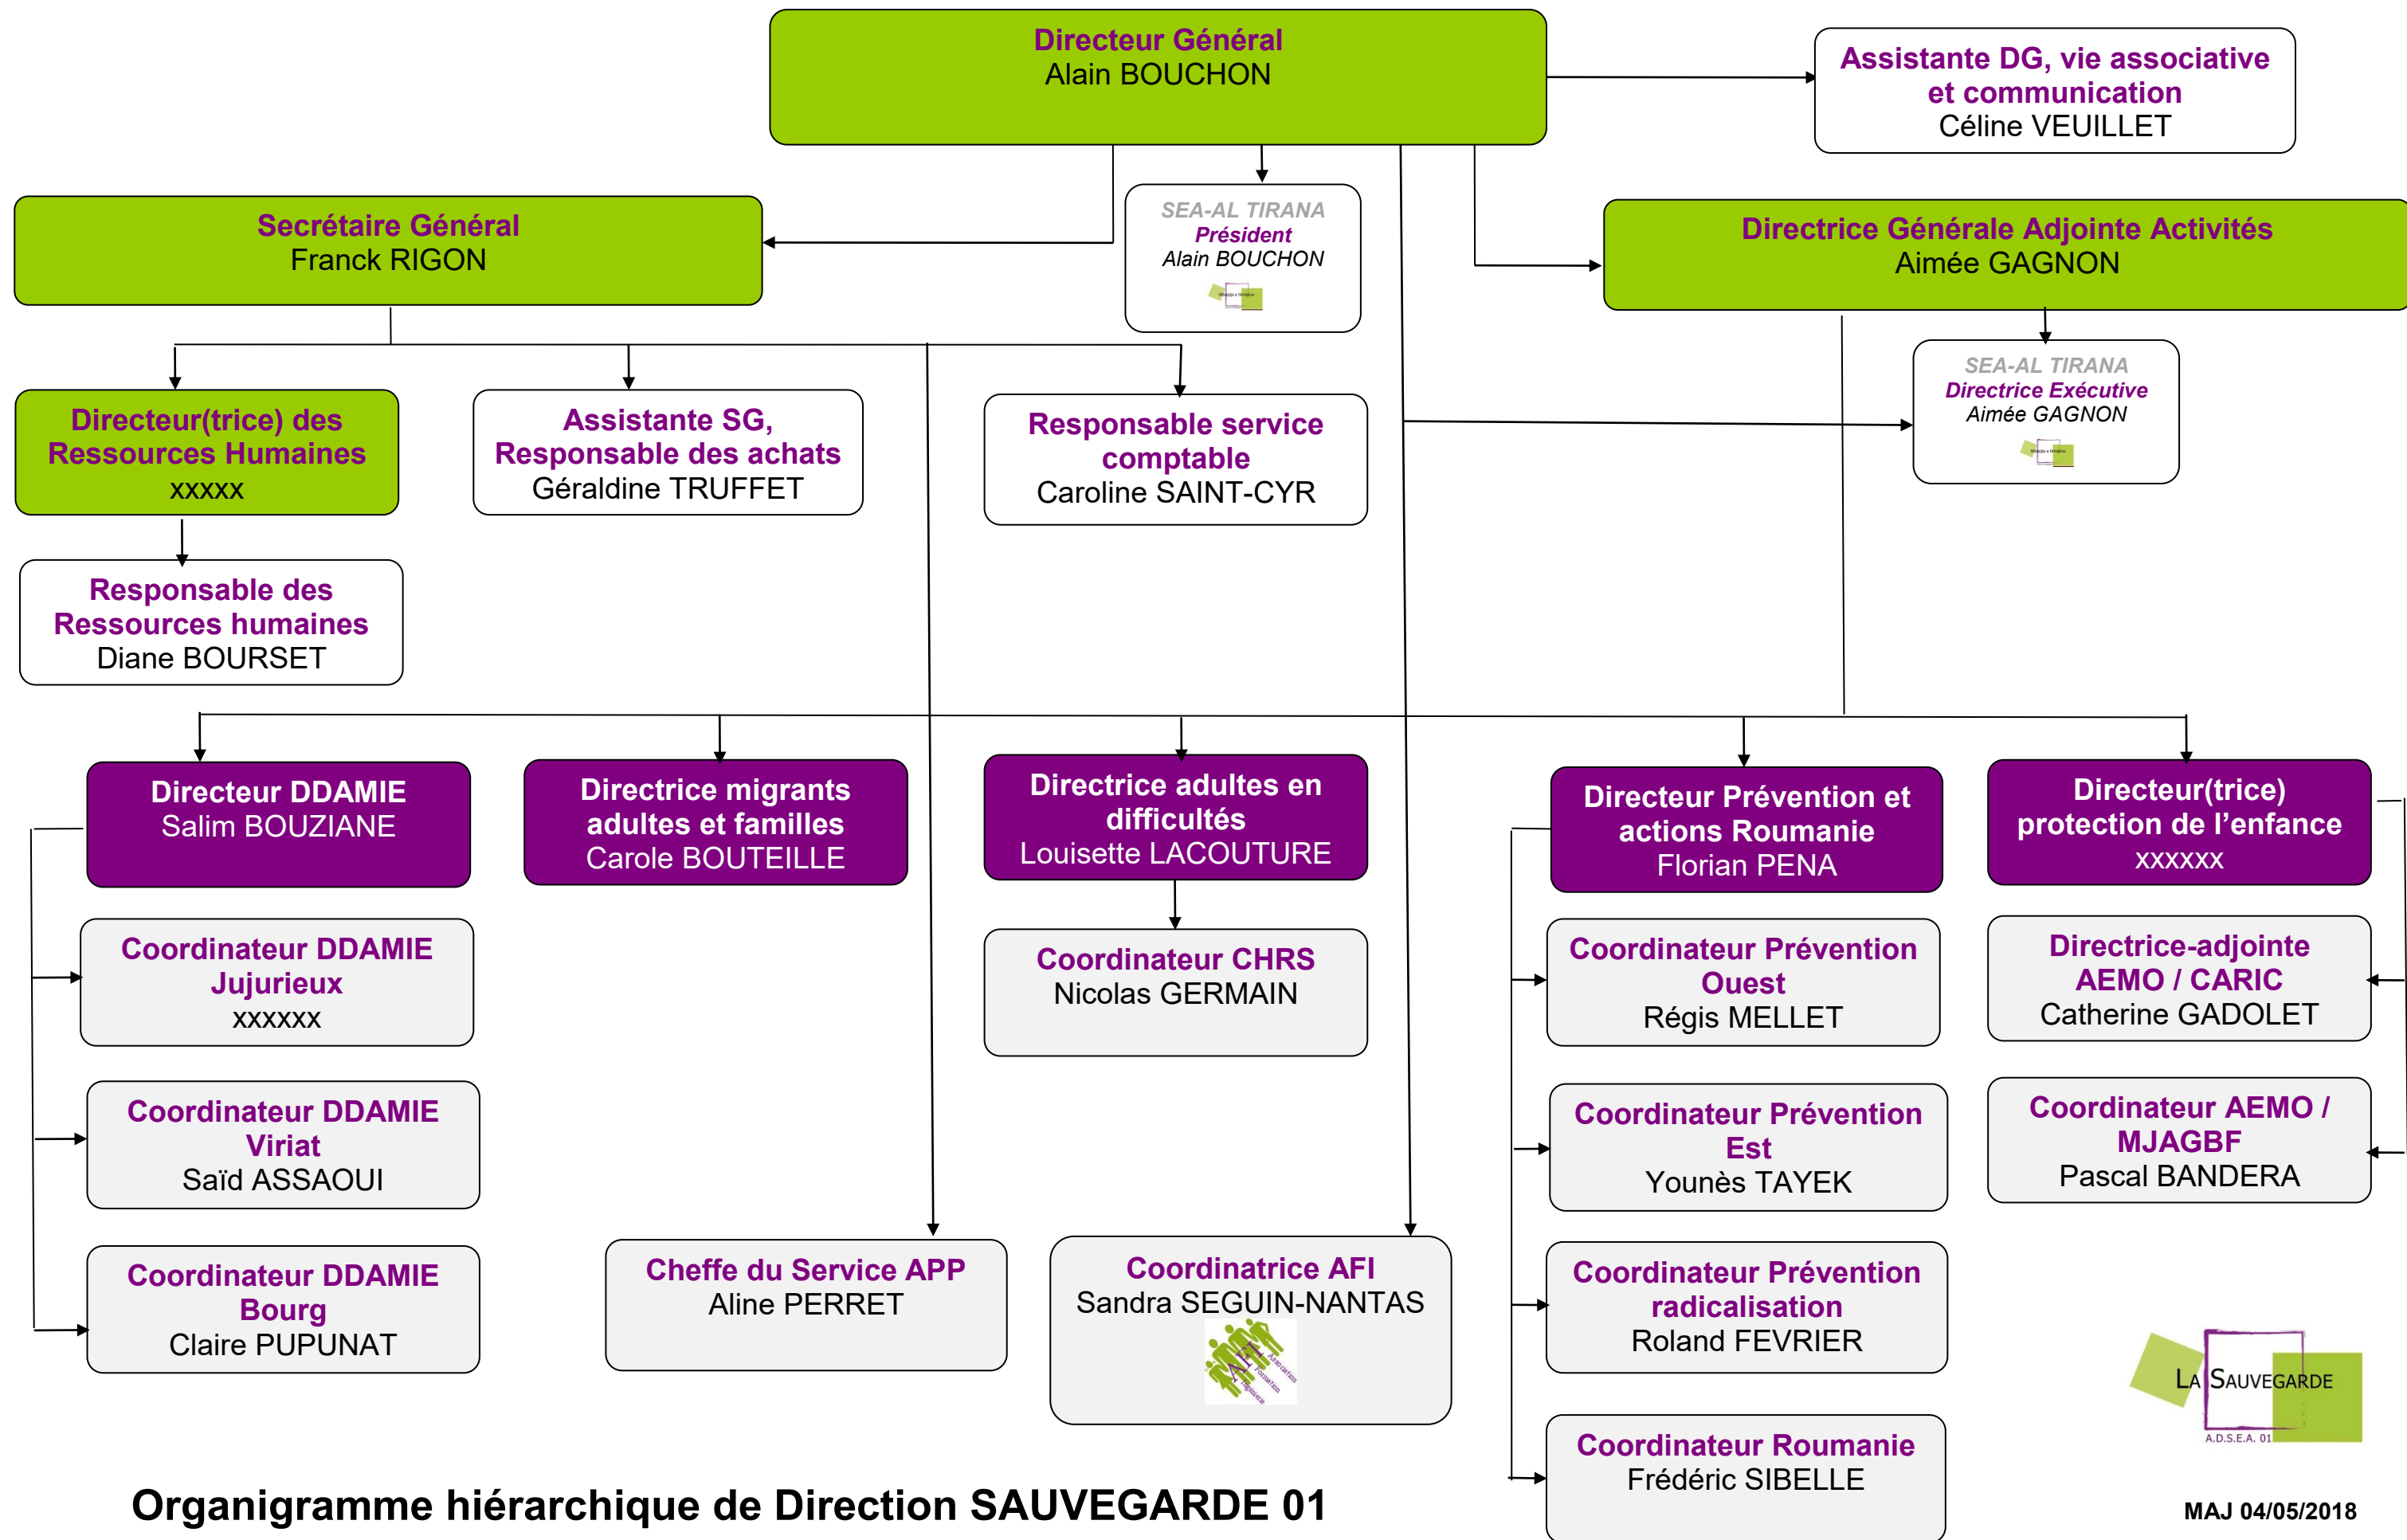 Directeur Général
Alain BOUCHON
Assistante DG, vie associative
et communication
Céline VEUILLET
Secrétaire Général
Franck RIGON
SEA-AL TIRANA
Président
Alain BOUCHON
Directrice Générale Adjointe Activités
Aimée GAGNON
SEA-AL TIRANA
Directrice Exécutive
Aimée GAGNON
Directeur(trice) des
Ressources Humaines
xxxxx
Assistante SG,
Responsable des achats
Géraldine TRUFFET
Responsable service
comptable
Caroline SAINT-CYR
Responsable des
Ressources humaines
Diane BOURSET
Directeur DDAMIE
Salim BOUZIANE
Directrice migrants
adultes et familles
Carole BOUTEILLE
Directrice adultes en
difficultés
Louisette LACOUTURE
Directeur Prévention et
actions Roumanie
Florian PENA
Directeur(trice)
protection de l’enfance
xxxxxx
Coordinateur DDAMIE
Jujurieux
xxxxxx
Coordinateur CHRS
Nicolas GERMAIN
Coordinateur Prévention
Ouest
Régis MELLET
Directrice-adjointe
AEMO / CARIC
Catherine GADOLET
Coordinateur DDAMIE
Viriat
Saïd ASSAOUI
Coordinateur Prévention
Est
Younès TAYEK
Coordinateur AEMO /
MJAGBF
Pascal BANDERA
Coordinateur DDAMIE
Bourg
Claire PUPUNAT
Cheffe du Service APP
Aline PERRET
Coordinatrice AFI
Sandra SEGUIN-NANTAS
AFI
Association
Formation
Ingénierie
Coordinateur Prévention
radicalisation
Roland FEVRIER
Coordinateur Roumanie
Frédéric SIBELLE
LA SAUVEGARDE
A.D.S.E.A. 01
Organigramme hiérarchique de Direction SAUVEGARDE 01
MAJ 04/05/2018